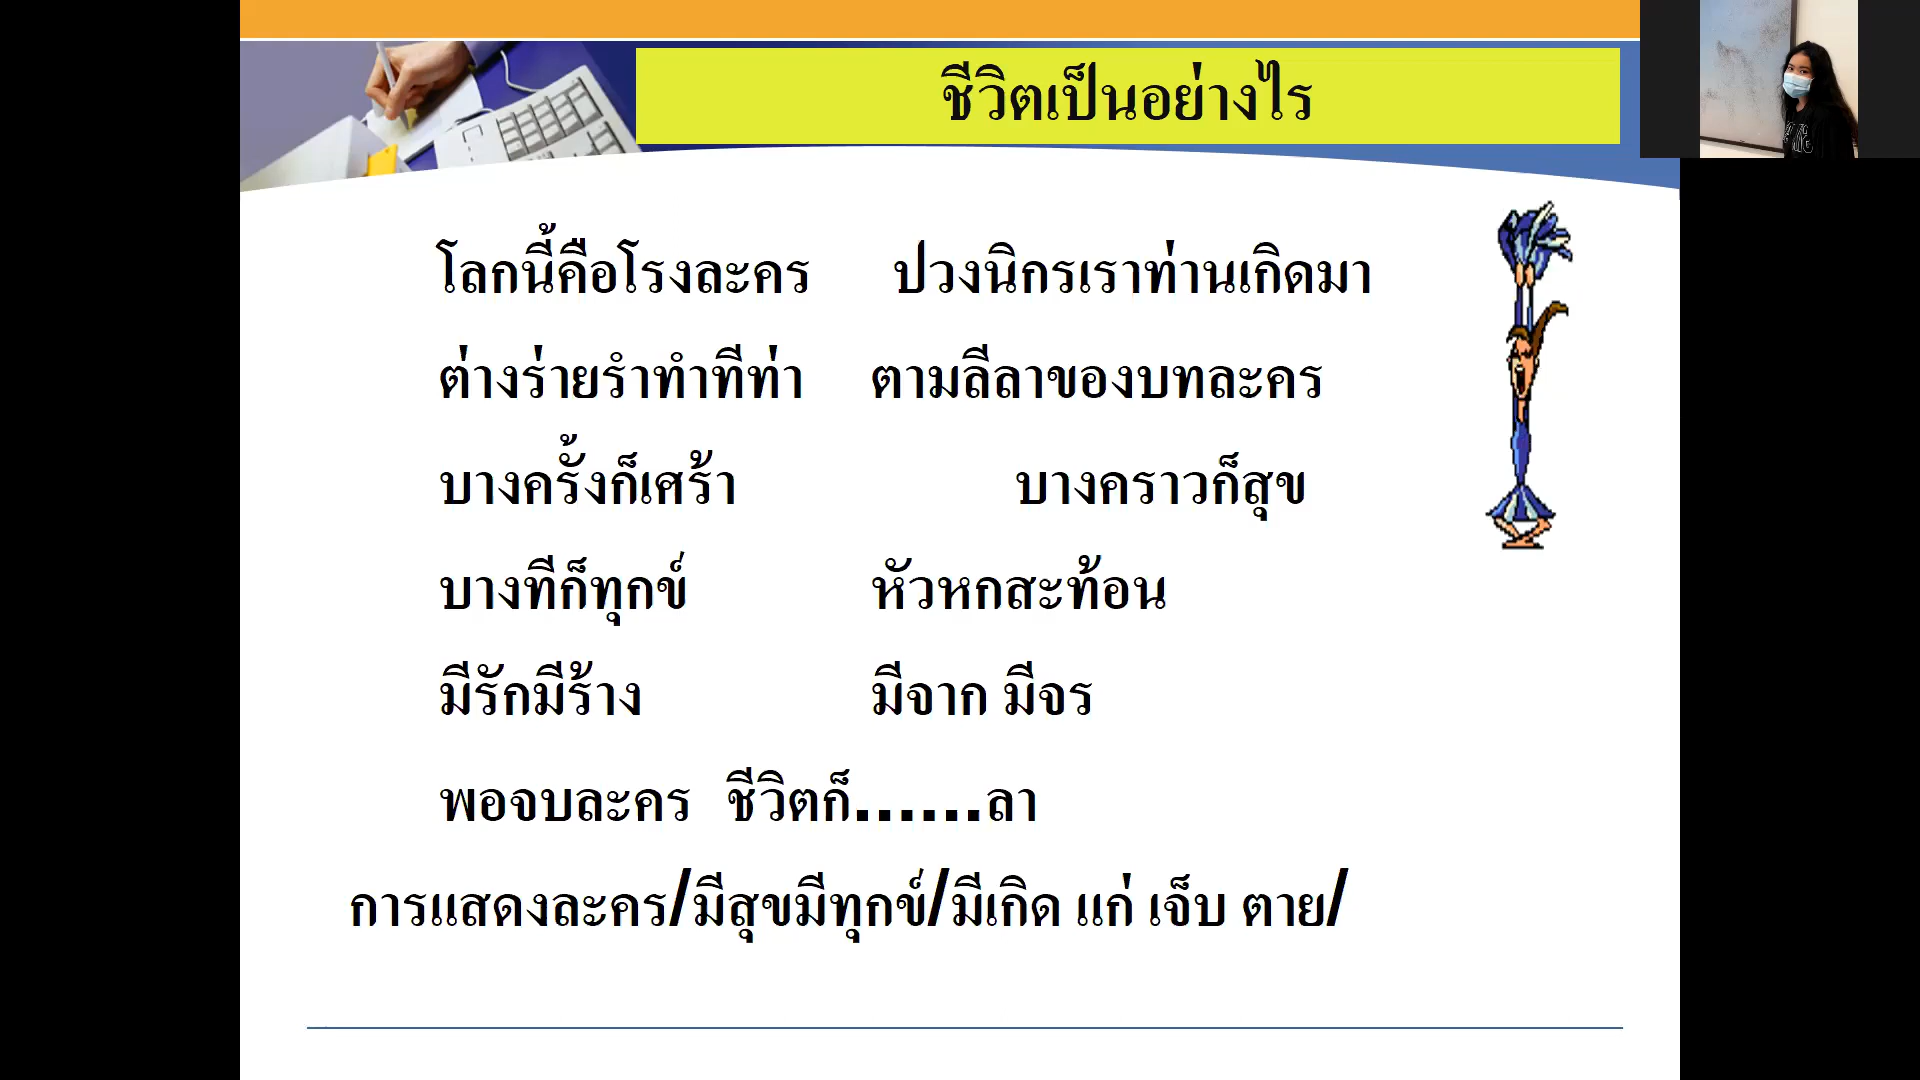 ชีวิตเป็นอย่างไร
โลกนี้คือโรงละคร ปวงนิกรเราท่านเกิดมา
ต่างร่ายรำทำทีท่า ตามลีลาของบทละคร
บางครั้งก็เศร้า บางคราวก็สุข
บางทีก็ทุกข์ หัวหกสะท้อน
มีรักมีร้าง มีจาก มีจร
พอจบละคร ชีวิตก็......ลา
การแสดงละคร/มีสุขมีทุกข์/มีเกิด แก่ เจ็บ ตาย/